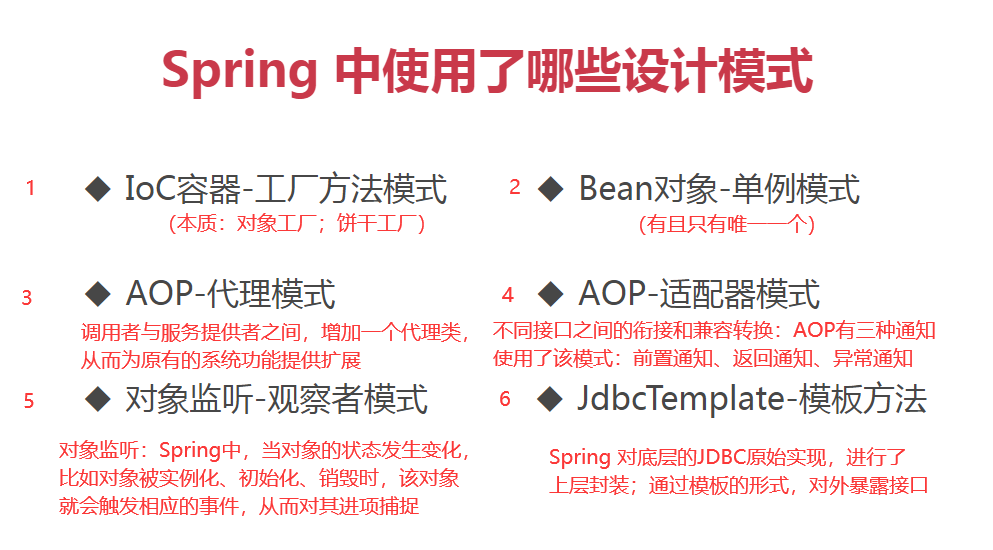 Spring 中使用了哪些设计模式
1 ◆ IoC容器-工厂方法模式
(本质：对象工厂；饼干工厂)
2 ◆ Bean对象-单例模式
(有且只有唯一一个)
3 ◆ AOP-代理模式
调用者与服务提供者之间，增加一个代理类，
从而为原有的系统功能提供扩展
4 ◆ AOP-适配器模式
不同接口之间的衔接和兼容转换：AOP有三种通知
使用了该模式：前置通知、返回通知、异常通知
5 ◆ 对象监听-观察者模式
对象监听：Spring中，当对象的状态发生变化，
比如对象被实例化、初始化、销毁时，该对象
就会触发相应的事件，从而对其进项捕捉
6 ◆ JdbcTemplate-模板方法
Spring 对底层的JDBC原始实现，进行了
上层封装；通过模板的形式，对外暴露接口